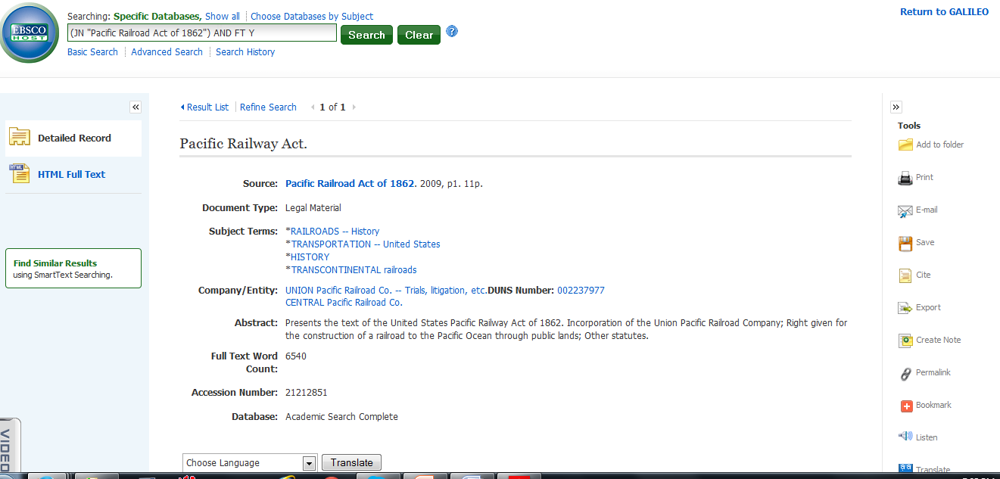 Searching: Specific Databases, Show all Choose Databases by Subject
Return to GALILEO
EBSCO
HOST
(JN "Pacific Railroad Act of 1862") AND FT Y
Search Clear ?
Basic Search Advanced Search Search History
« 
Detailed Record
HTML
HTML Full Text
Find Similar Results
using SmartText Searching.
Result List Refine Search 1 of 1
Pacific Railway Act.
Source: Pacific Railroad Act of 1862. 2009, p1. 11p.
Document Type: Legal Material
Subject Terms: *RAILROADS -- History
*TRANSPORTATION -- United States
*HISTORY
*TRANSCONTINENTAL railroads
Company/Entity: UNION Pacific Railroad Co. -- Trials, litigation, etc.DUNS Number: 002237977
CENTRAL Pacific Railroad Co.
Abstract: Presents the text of the United States Pacific Railway Act of 1862. Incorporation of the Union Pacific Railroad Company; Right given for
the construction of a railroad to the Pacific Ocean through public lands; Other statutes.
Full Text Word 6540
Count:
Accession Number: 21212851
Database: Academic Search Complete
Choose Language Translate
VIDEO
»
Tools
Add to folder
Print
E-mail
Save
Cite
Export
Create Note
Permalink
Bookmark
Listen
Translate